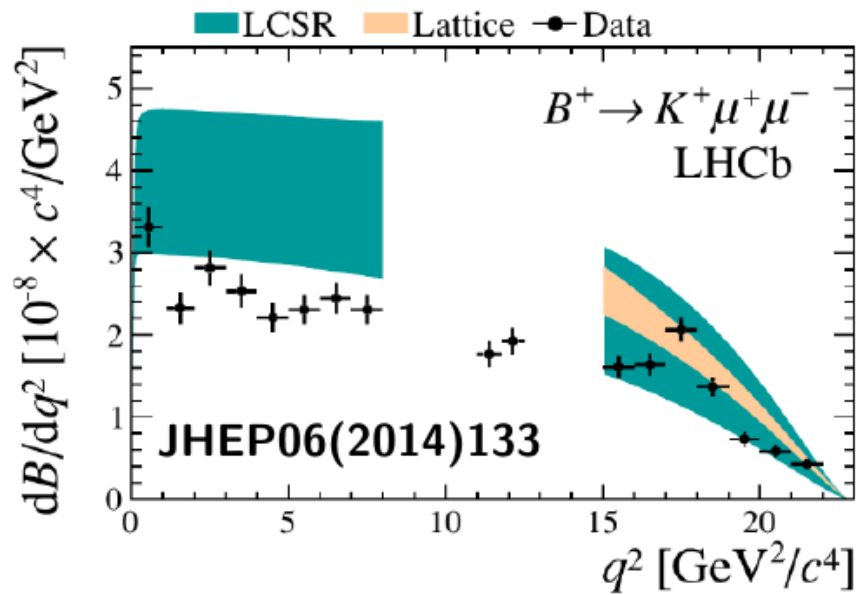 LCSR Lattice Data
dB/dq² [10⁻⁸ × c⁴/GeV²]
5
4
3
2
1
0
B⁺ → K⁺μ⁺μ⁻
LHCb
JHEP06(2014)133
0 5 10 15 20
q² [GeV²/c⁴]